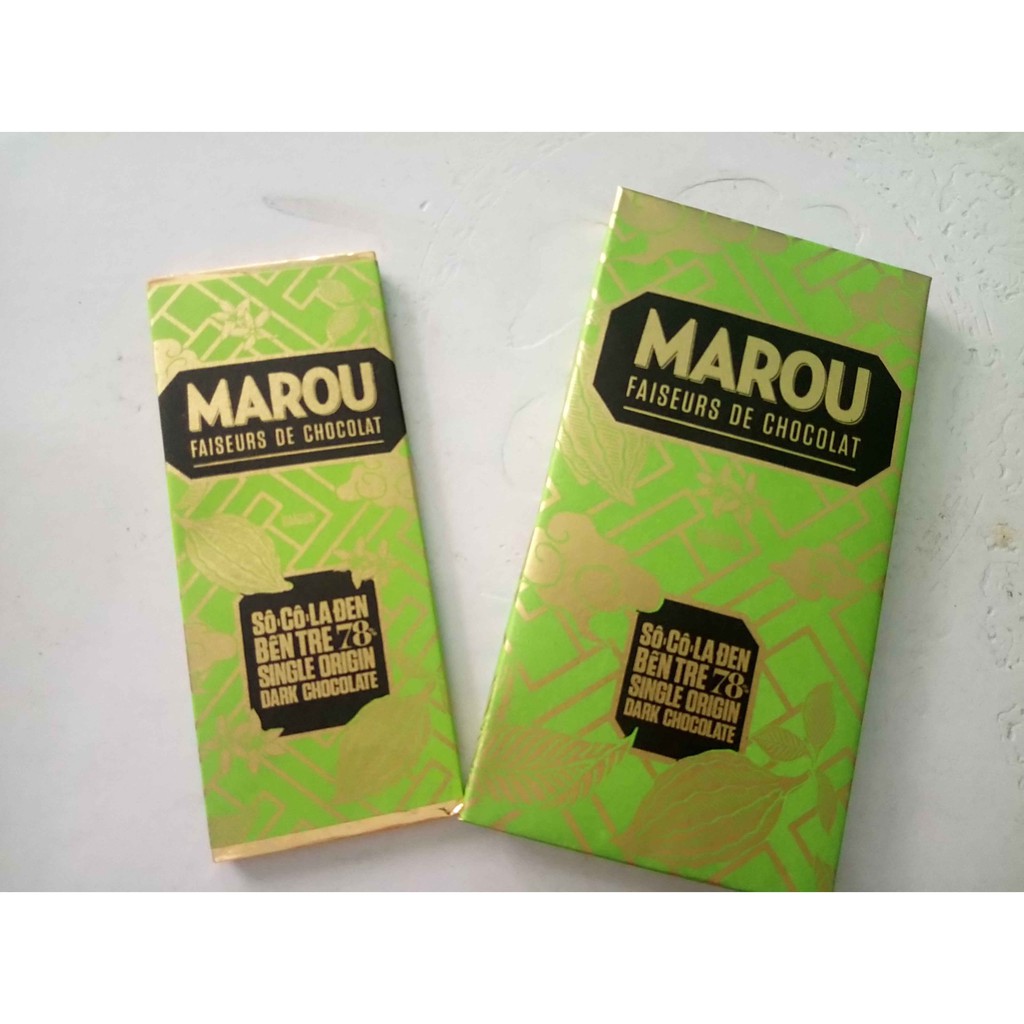 MAROU
FAISEURS DE CHOCOLAT
SÔ·CÔ·LA ĐEN
BẾN TRE 78%
SINGLE ORIGIN
DARK CHOCOLATE
MAROU
FAISEURS DE CHOCOLAT
SÔ·CÔ·LA ĐEN
BẾN TRE 78%
SINGLE ORIGIN
DARK CHOCOLATE